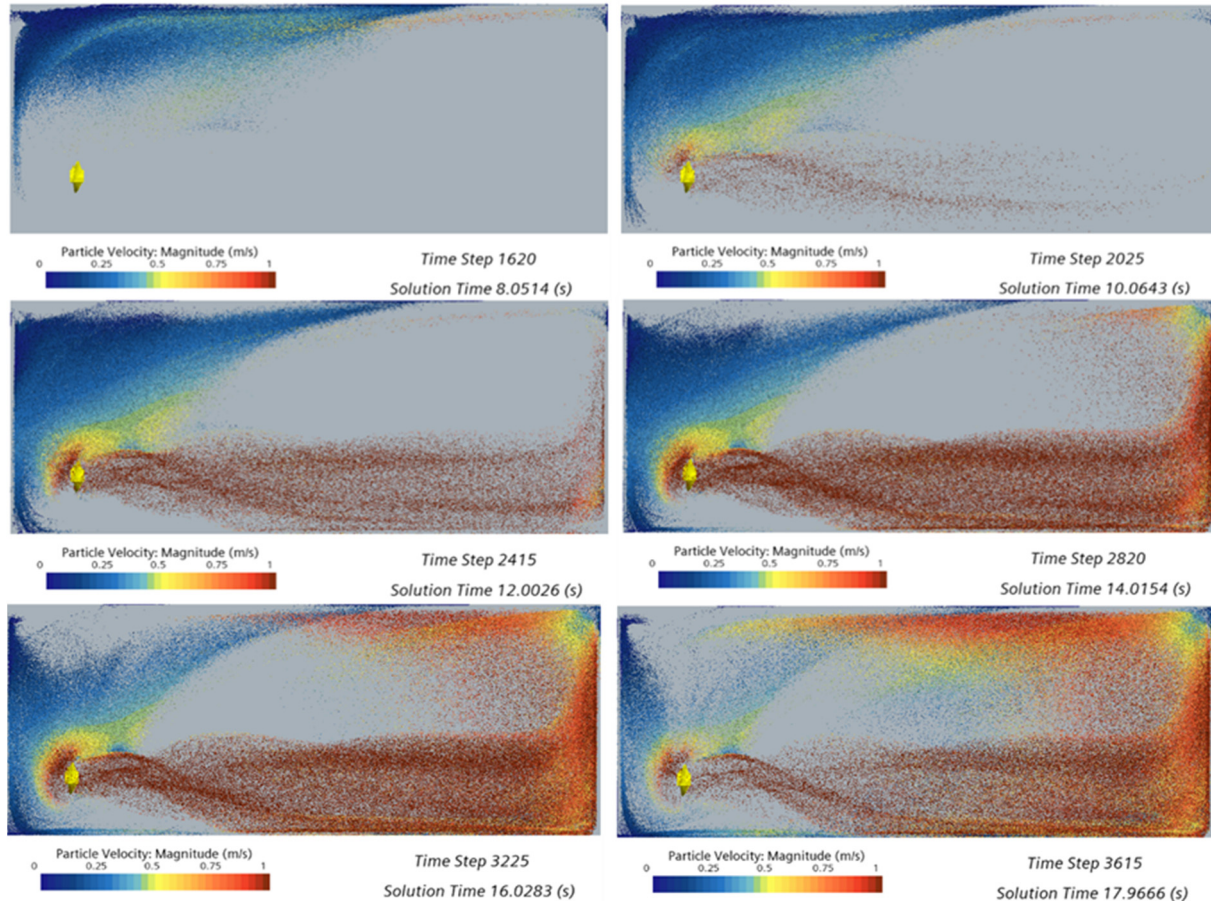 Particle Velocity: Magnitude (m/s)
0 0.25 0.5 0.75 1
Time Step 1620
Solution Time 8.0514 (s)
Particle Velocity: Magnitude (m/s)
0 0.25 0.5 0.75 1
Time Step 2025
Solution Time 10.0643 (s)
Particle Velocity: Magnitude (m/s)
0 0.25 0.5 0.75 1
Time Step 2415
Solution Time 12.0026 (s)
Particle Velocity: Magnitude (m/s)
0 0.25 0.5 0.75 1
Time Step 2820
Solution Time 14.0154 (s)
Particle Velocity: Magnitude (m/s)
0 0.25 0.5 0.75 1
Time Step 3225
Solution Time 16.0283 (s)
Particle Velocity: Magnitude (m/s)
0 0.25 0.5 0.75 1
Time Step 3615
Solution Time 17.9666 (s)